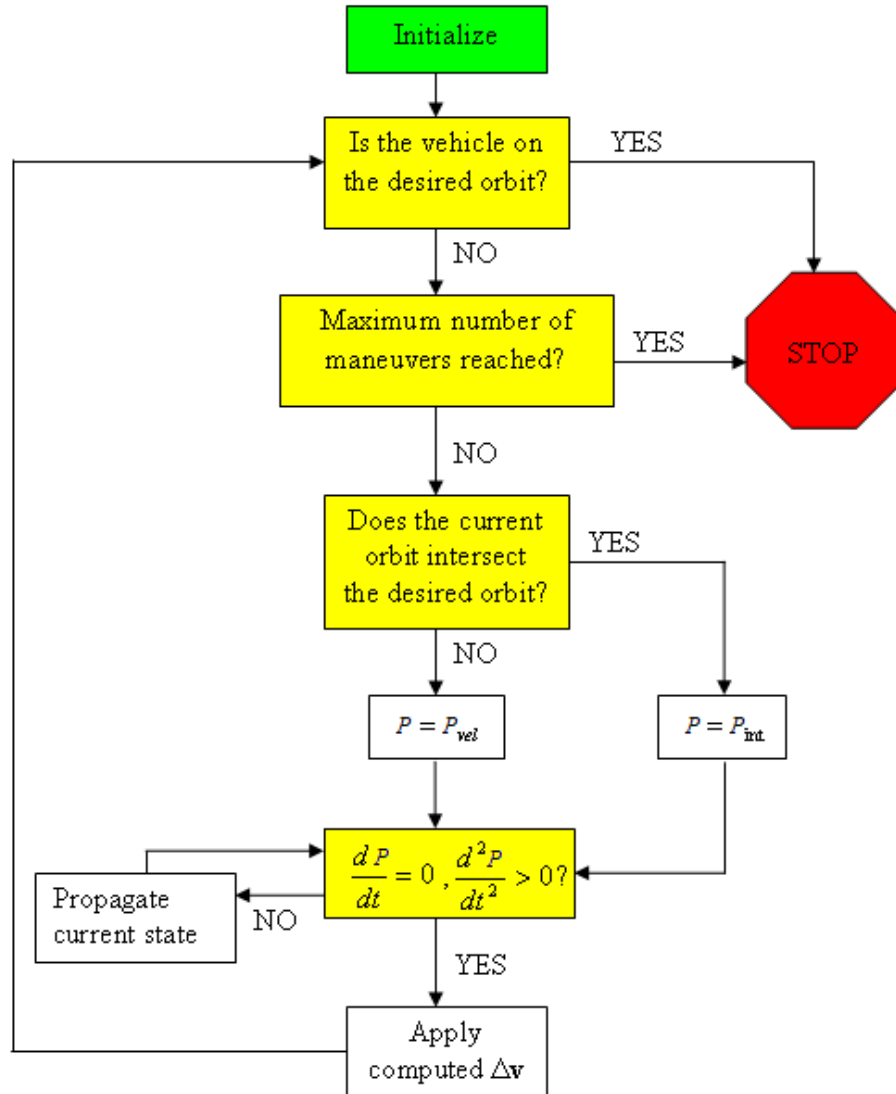 Initialize
Is the vehicle on
the desired orbit?
YES
NO
Maximum number of
maneuvers reached?
YES
STOP
NO
Does the current
orbit intersect
the desired orbit?
YES
NO
P = P_vel
P = P_int
dP/dt = 0 , d²P/dt² > 0?
Propagate
current state
NO
YES
Apply
computed Δv